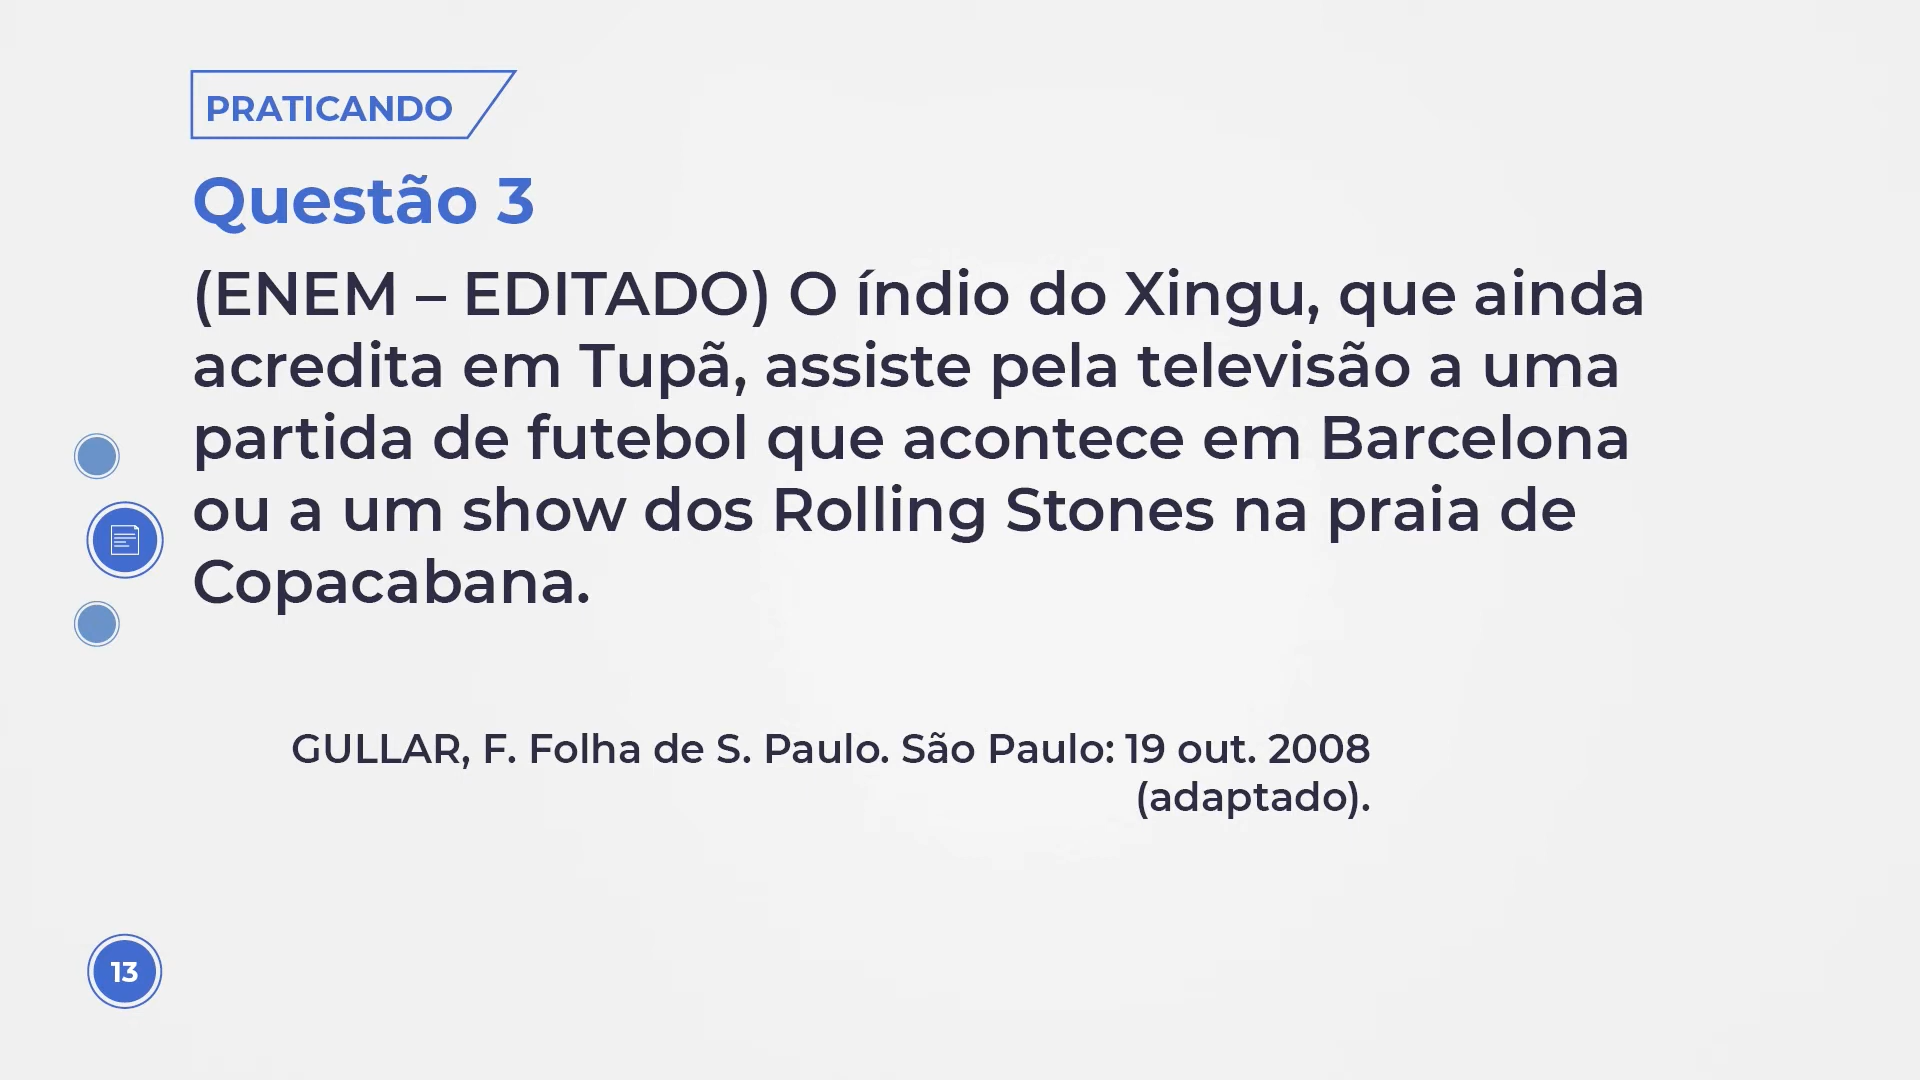 PRATICANDO
Questão 3
(ENEM – EDITADO) O índio do Xingu, que ainda
acredita em Tupã, assiste pela televisão a uma
partida de futebol que acontece em Barcelona
ou a um show dos Rolling Stones na praia de
Copacabana.
GULLAR, F. Folha de S. Paulo. São Paulo: 19 out. 2008
(adaptado).
13